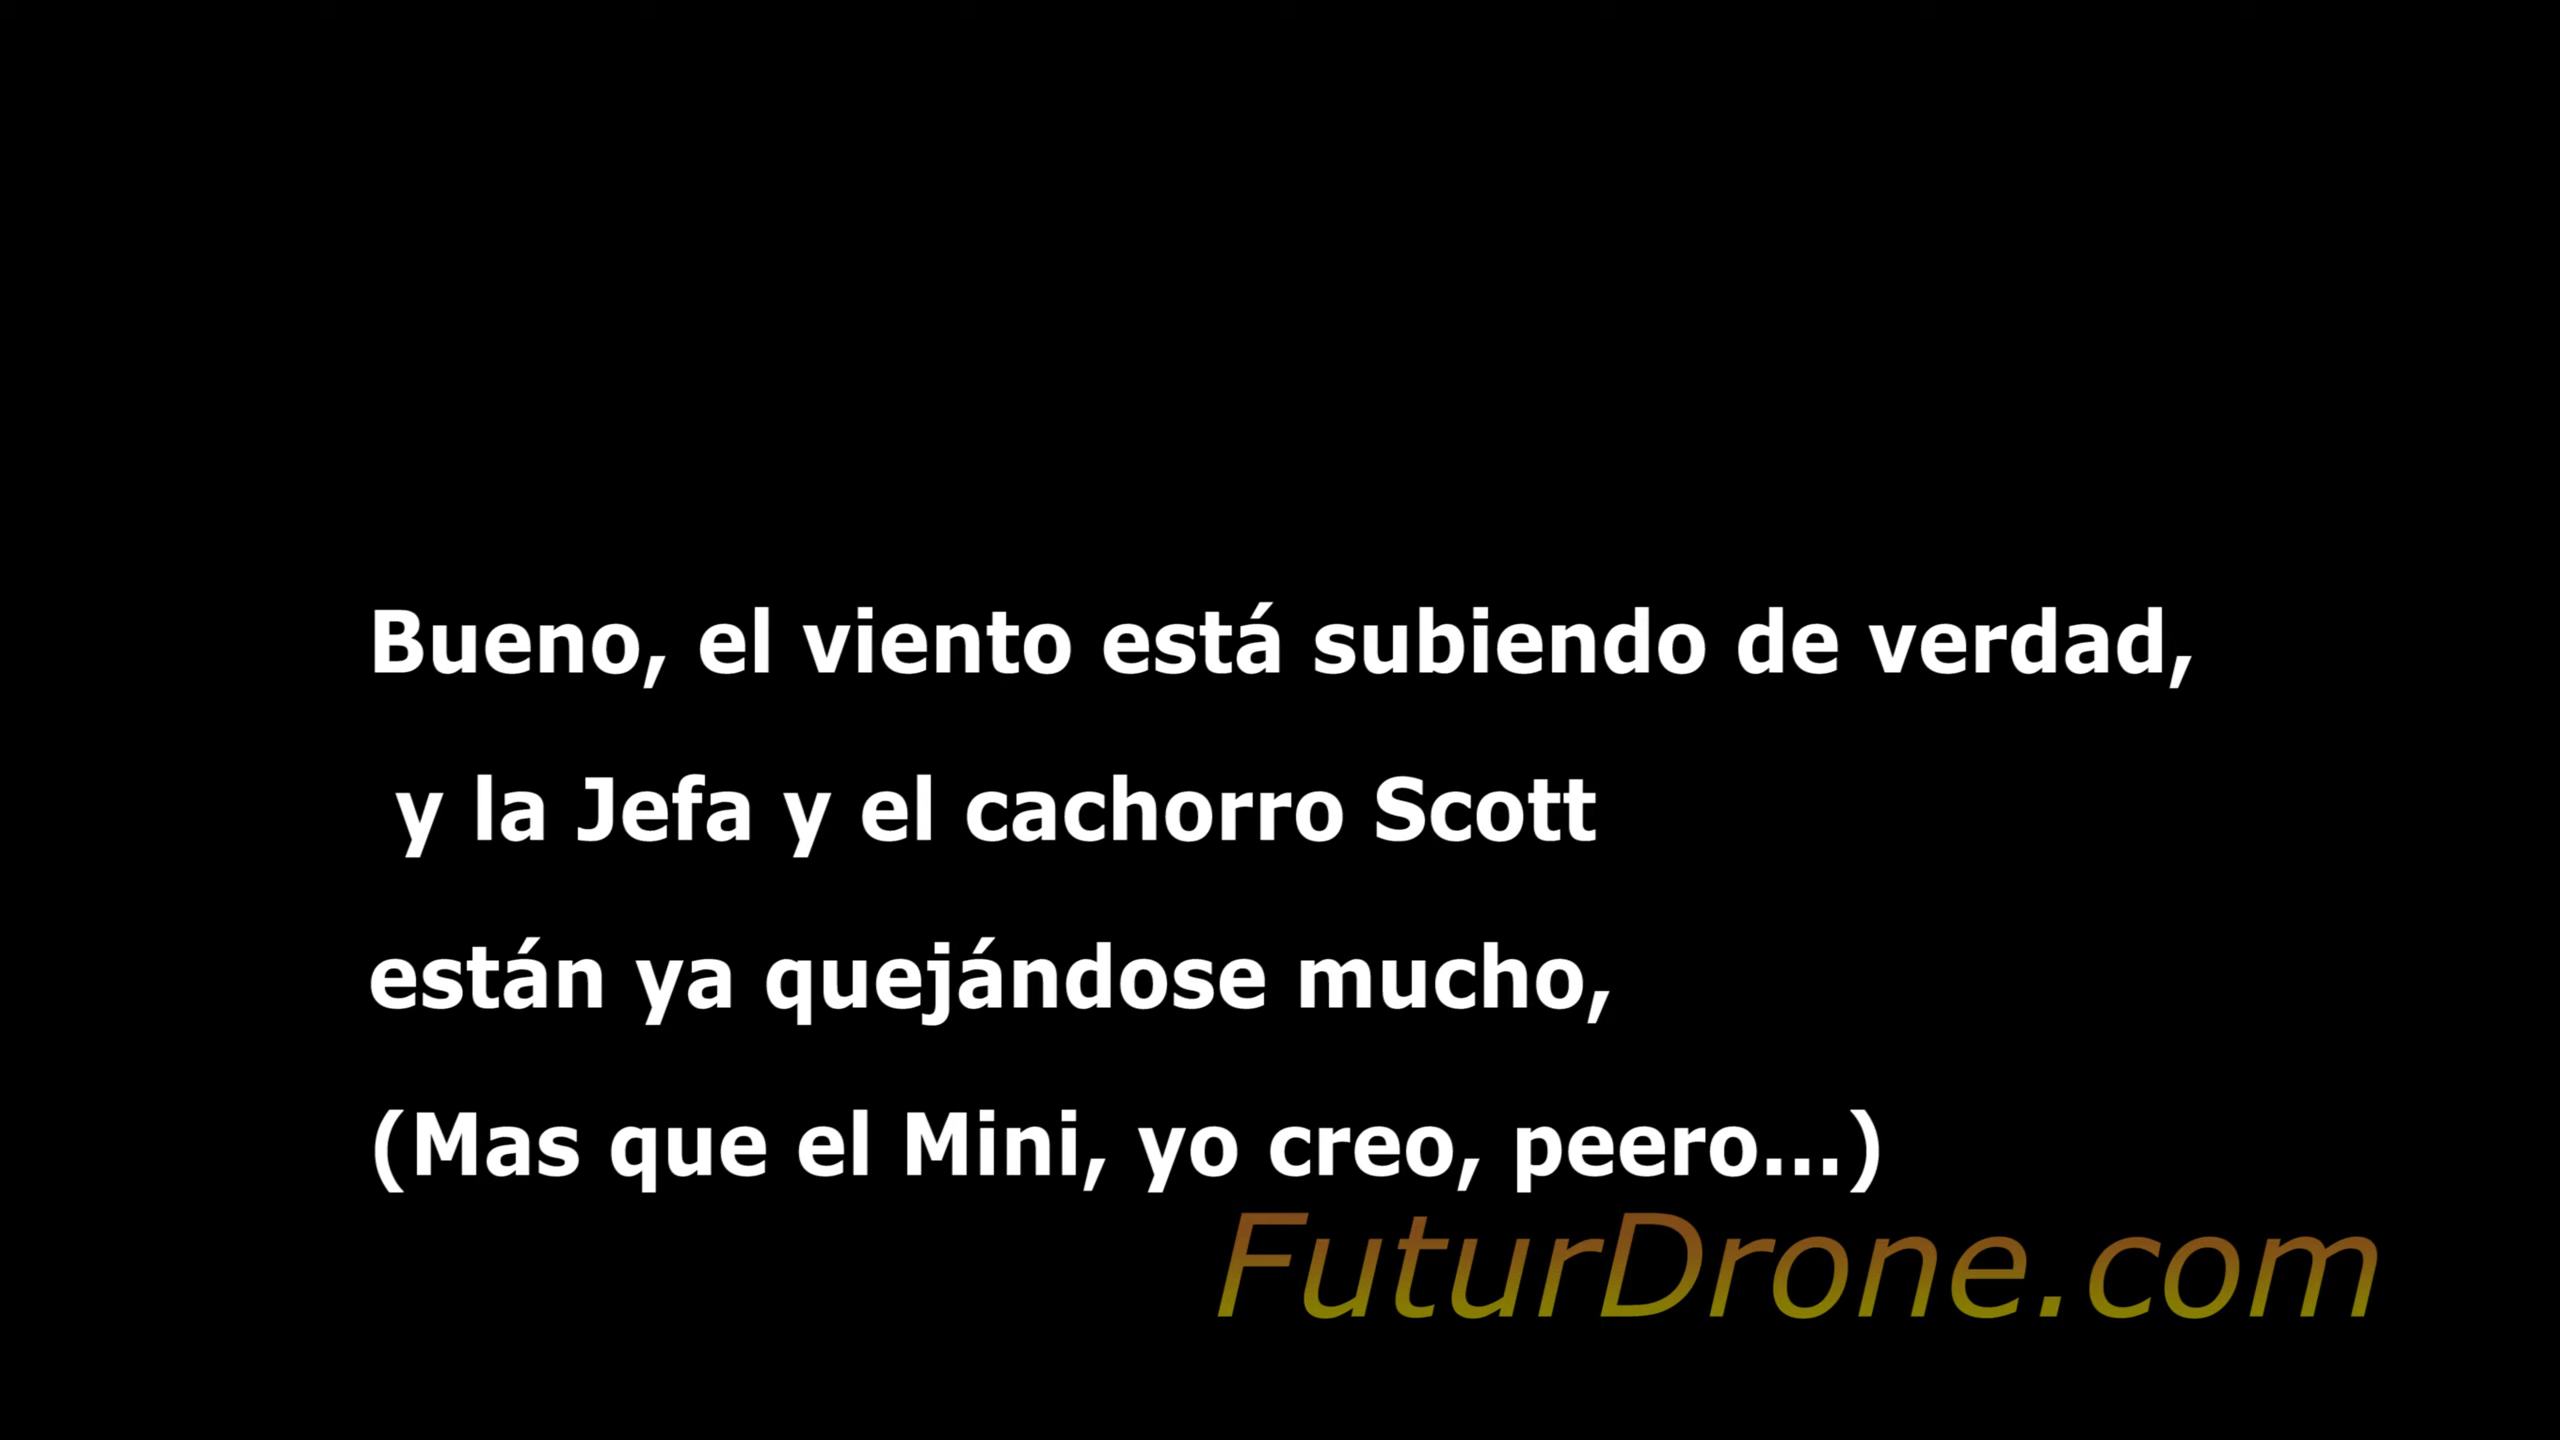 Bueno, el viento está subiendo de verdad,
y la Jefa y el cachorro Scott
están ya quejándose mucho,
(Mas que el Mini, yo creo, peero...)
FuturDrone.com